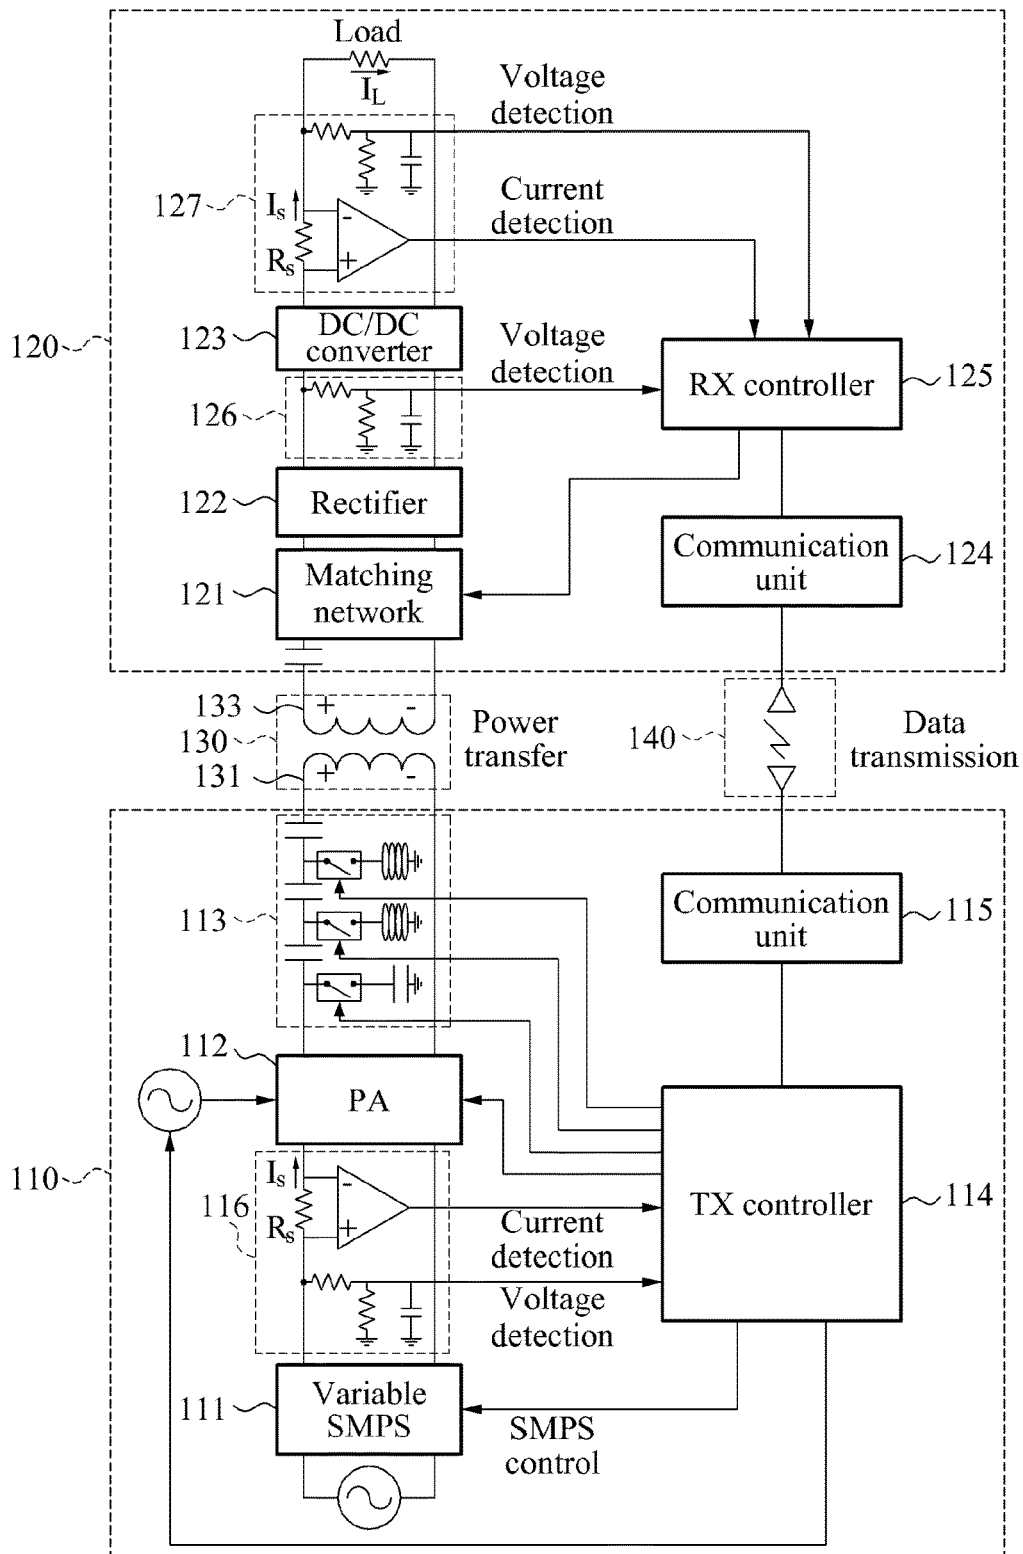 Load
I_L
Voltage
detection
127
I_s
-
Current
detection
R_s
+
123
DC/DC
converter
Voltage
detection
120
RX controller
125
126
122
Rectifier
121
Matching
network
Communication
unit
124
133
+ -
130
Power
transfer
131
+ -
140
Data
transmission
113
Communication
unit
115
112
PA
110
116
I_s
-
R_s
+
Current
detection
TX controller
114
Voltage
detection
111
Variable
SMPS
SMPS
control